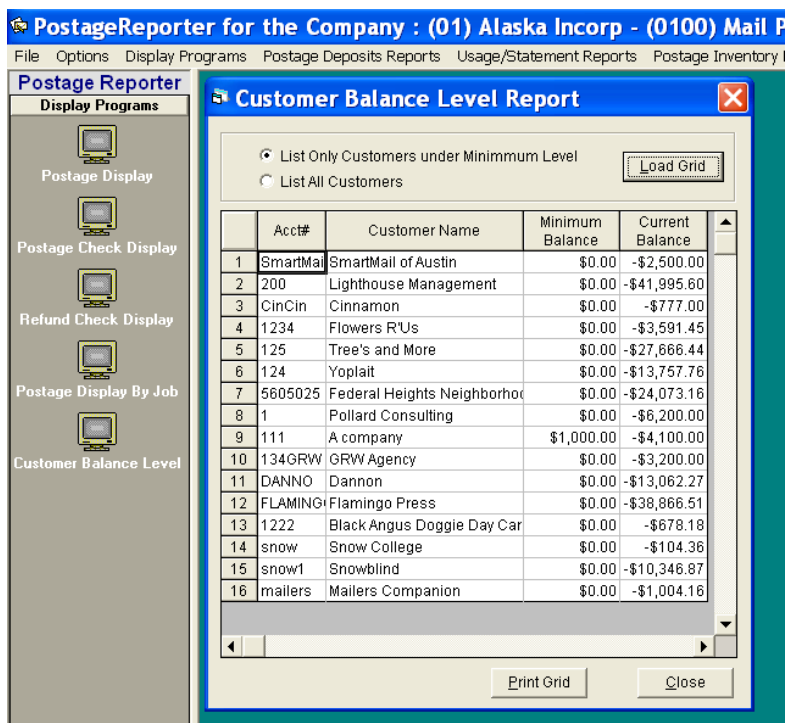 PostageReporter for the Company : (01) Alaska Incorp - (0100) Mail P
File Options Display Programs Postage Deposits Reports Usage/Statement Reports Postage Inventory
Postage Reporter
Display Programs
Postage Display
Postage Check Display
Refund Check Display
Postage Display By Job
Customer Balance Level
Customer Balance Level Report
List Only Customers under Minimmum Level
List All Customers
Load Grid
Acct# Customer Name Minimum Balance Current Balance
1 SmartMai SmartMail of Austin $0.00 -$2,500.00
2 200 Lighthouse Management $0.00 -$41,995.60
3 CinCin Cinnamon $0.00 -$777.00
4 1234 Flowers R'Us $0.00 -$3,591.45
5 125 Tree's and More $0.00 -$27,666.44
6 124 Yoplait $0.00 -$13,757.76
7 5605025 Federal Heights Neighborhoo $0.00 -$24,073.16
8 1 Pollard Consulting $0.00 -$6,200.00
9 111 A company $1,000.00 -$4,100.00
10 134GRW GRW Agency $0.00 -$3,200.00
11 DANNO Dannon $0.00 -$13,062.27
12 FLAMING Flamingo Press $0.00 -$38,866.51
13 1222 Black Angus Doggie Day Car $0.00 -$678.18
14 snow Snow College $0.00 -$104.36
15 snow1 Snowblind $0.00 -$10,346.87
16 mailers Mailers Companion $0.00 -$1,004.16
Print Grid Close